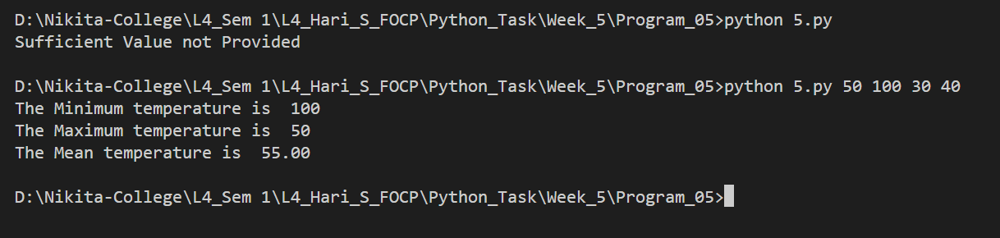 D:\Nikita-College\L4_Sem 1\L4_Hari_S_FOCP\Python_Task\Week_5\Program_05>python 5.py
Sufficient Value not Provided
D:\Nikita-College\L4_Sem 1\L4_Hari_S_FOCP\Python_Task\Week_5\Program_05>python 5.py 50 100 30 40
The Minimum temperature is  100
The Maximum temperature is  50
The Mean temperature is  55.00
D:\Nikita-College\L4_Sem 1\L4_Hari_S_FOCP\Python_Task\Week_5\Program_05>